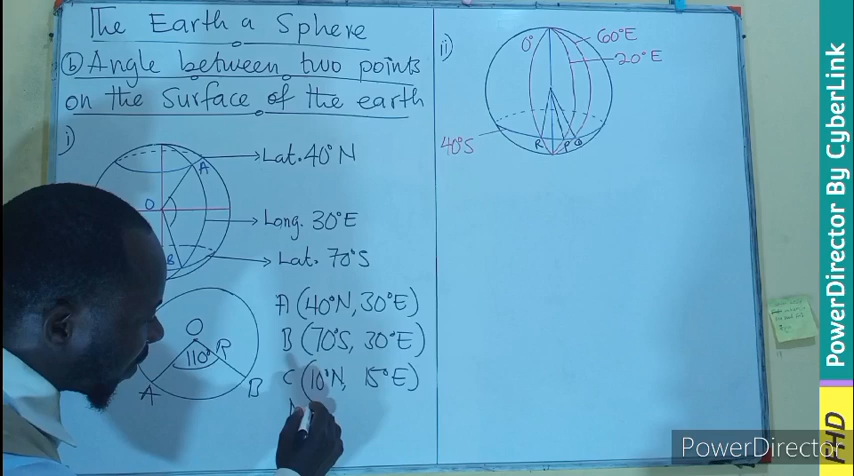 The Earth a Sphere
(b) Angle between two points
on the surface of the earth
i)
A
Lat. 40°N
O
Long. 30°E
B
Lat. 70°S
A (40°N, 30°E)
B (70°S, 30°E)
C (10°N, 15°E)
O
110°
R
A
B
ii)
0°
60°E
20°E
40°S
R
P
Q
PowerDirector
PowerDirector By CyberLink
FHD